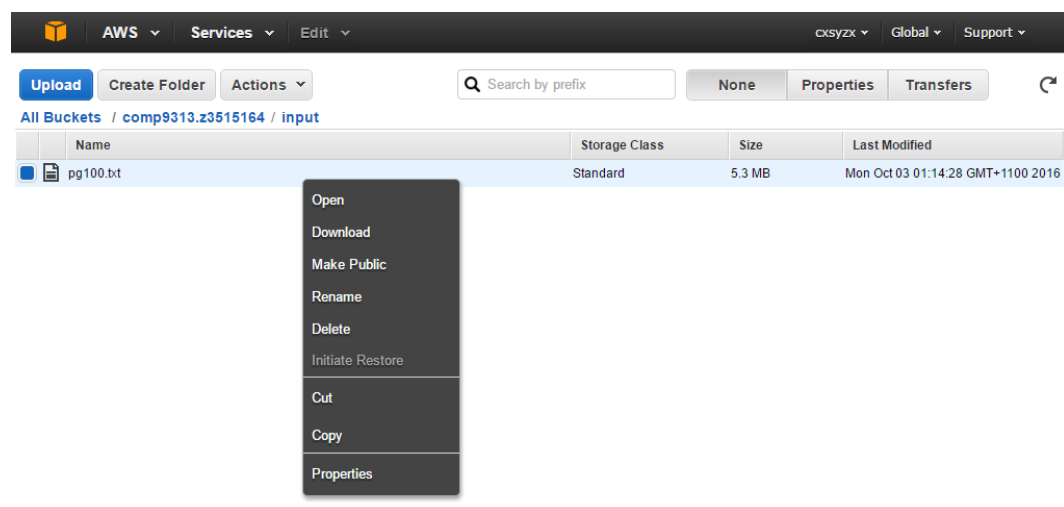 AWS Services Edit cxsyzx Global Support
Upload Create Folder Actions Search by prefix None Properties Transfers
All Buckets / comp9313.z3515164 / input
Name Storage Class Size Last Modified
pg100.txt Standard 5.3 MB Mon Oct 03 01:14:28 GMT+1100 2016
Open
Download
Make Public
Rename
Delete
Initiate Restore
Cut
Copy
Properties